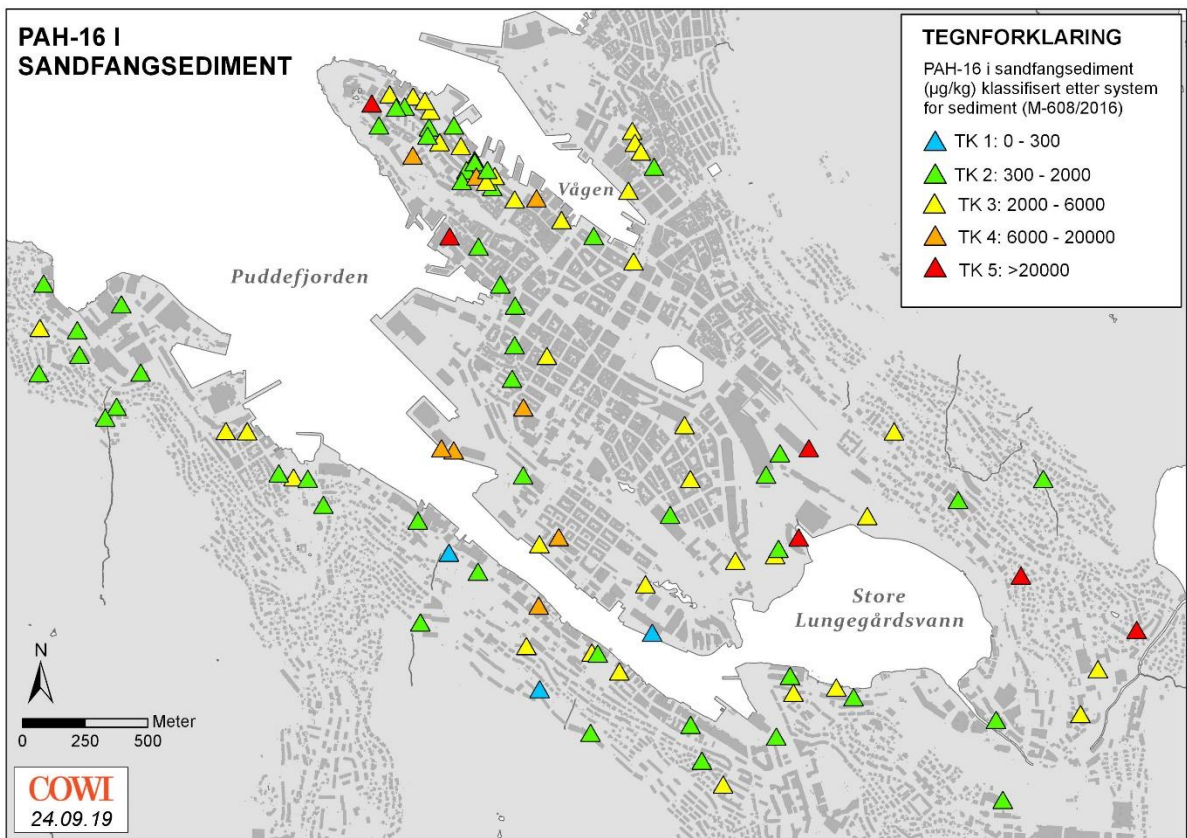 PAH-16 I
SANDFANGSEDIMENT
TEGNFORKLARING
PAH-16 i sandfangsediment
(µg/kg) klassifisert etter system
for sediment (M-608/2016)
TK 1: 0 - 300
TK 2: 300 - 2000
TK 3: 2000 - 6000
TK 4: 6000 - 20000
TK 5: >20000
Vågen
Puddefjorden
Store
Lungegårdsvann
N
Meter
0 250 500
COWI
24.09.19